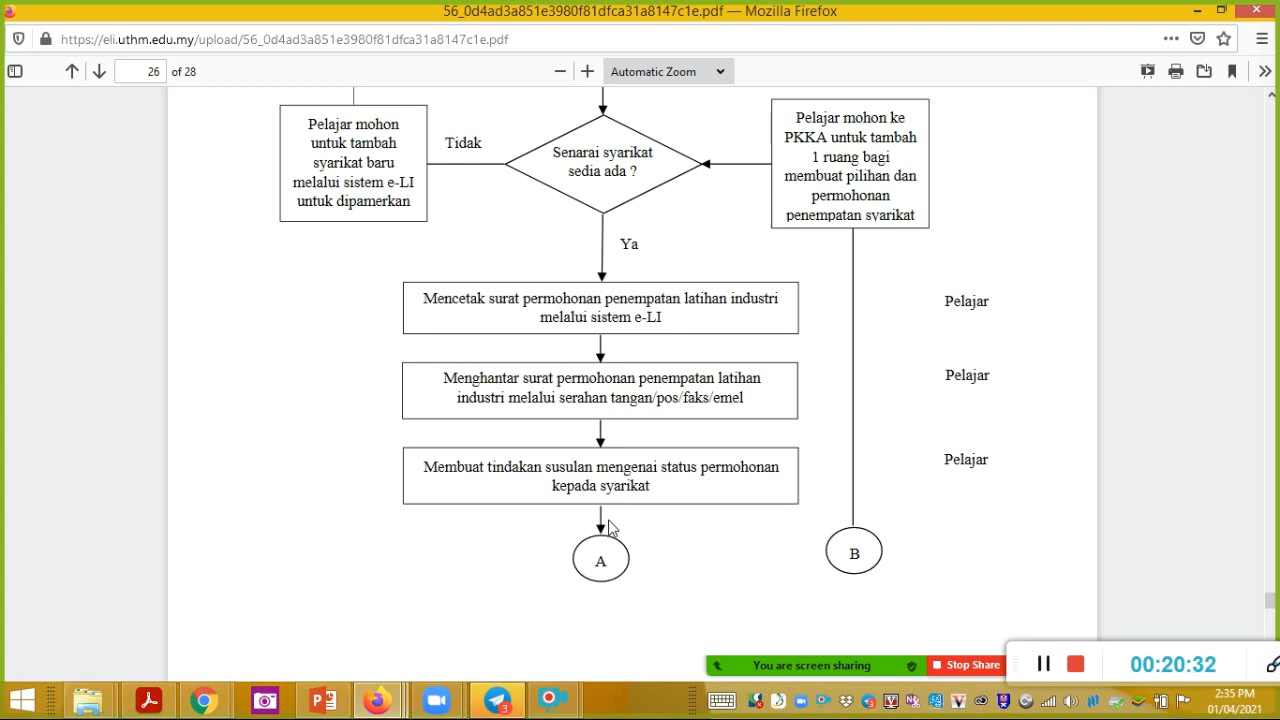 56_0d4ad3a851e3980f81dfca31a8147c1e.pdf — Mozilla Firefox
https://eli.uthm.edu.my/upload/56_0d4ad3a851e3980f81dfca31a8147c1e.pdf
26 of 28
Automatic Zoom
Pelajar mohon
untuk tambah
syarikat baru
melalui sistem e-LI
untuk dipamerkan
Tidak
Senarai syarikat
sedia ada ?
Pelajar mohon ke
PKKA untuk tambah
1 ruang bagi
membuat pilihan dan
permohonan
penempatan syarikat
Ya
Mencetak surat permohonan penempatan latihan industri
melalui sistem e-LI
Pelajar
Menghantar surat permohonan penempatan latihan
industri melalui serahan tangan/pos/faks/emel
Pelajar
Membuat tindakan susulan mengenai status permohonan
kepada syarikat
Pelajar
A
B
You are screen sharing
Stop Share
00:20:32
3
2:35 PM
01/04/2021